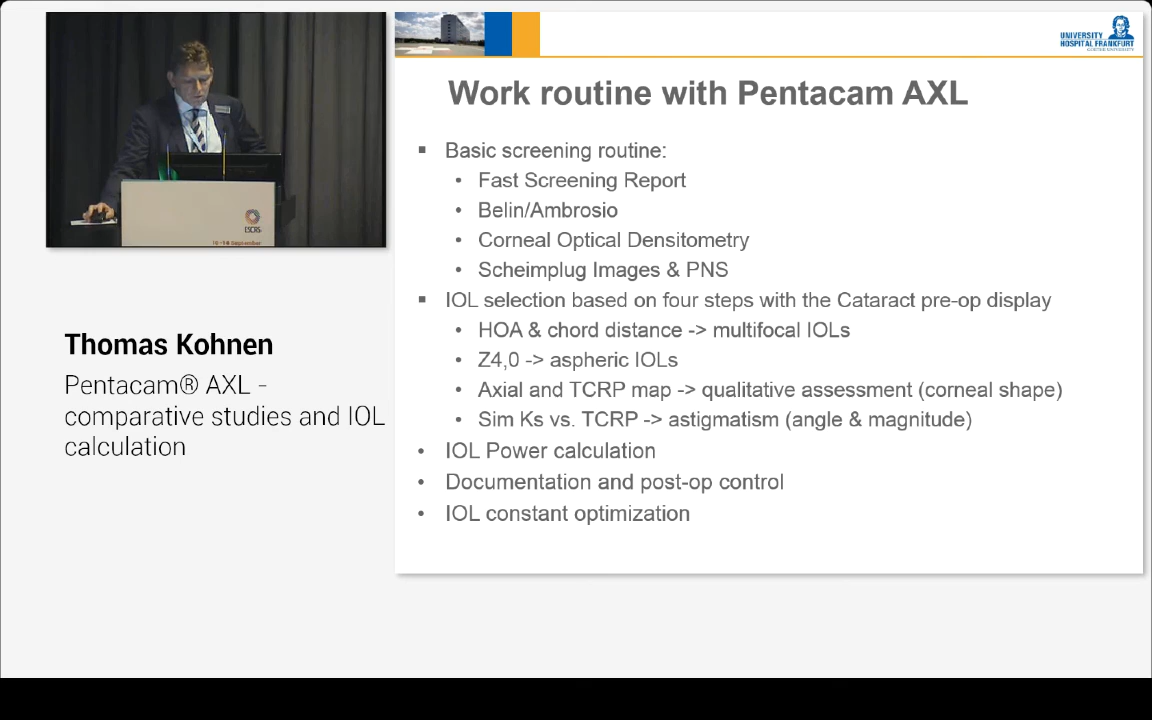 UNIVERSITY
HOSPITAL FRANKFURT
Work routine with Pentacam AXL
▪ Basic screening routine:
• Fast Screening Report
• Belin/Ambrosio
• Corneal Optical Densitometry
• Scheimplug Images & PNS
▪ IOL selection based on four steps with the Cataract pre-op display
• HOA & chord distance -> multifocal IOLs
• Z4,0 -> aspheric IOLs
• Axial and TCRP map -> qualitative assessment (corneal shape)
• Sim Ks vs. TCRP -> astigmatism (angle & magnitude)
• IOL Power calculation
• Documentation and post-op control
• IOL constant optimization
ESCRS
September
Thomas Kohnen
Pentacam® AXL -
comparative studies and IOL
calculation